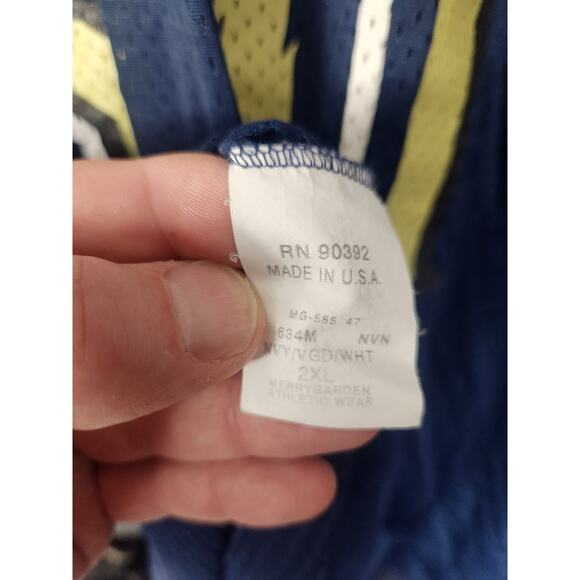 RN 90392
MADE IN U.S.A.
MG-585 47
634M NVN
NVY/VGD/WHT
2XL
MERRYGARDEN
ATHLETIC WEAR